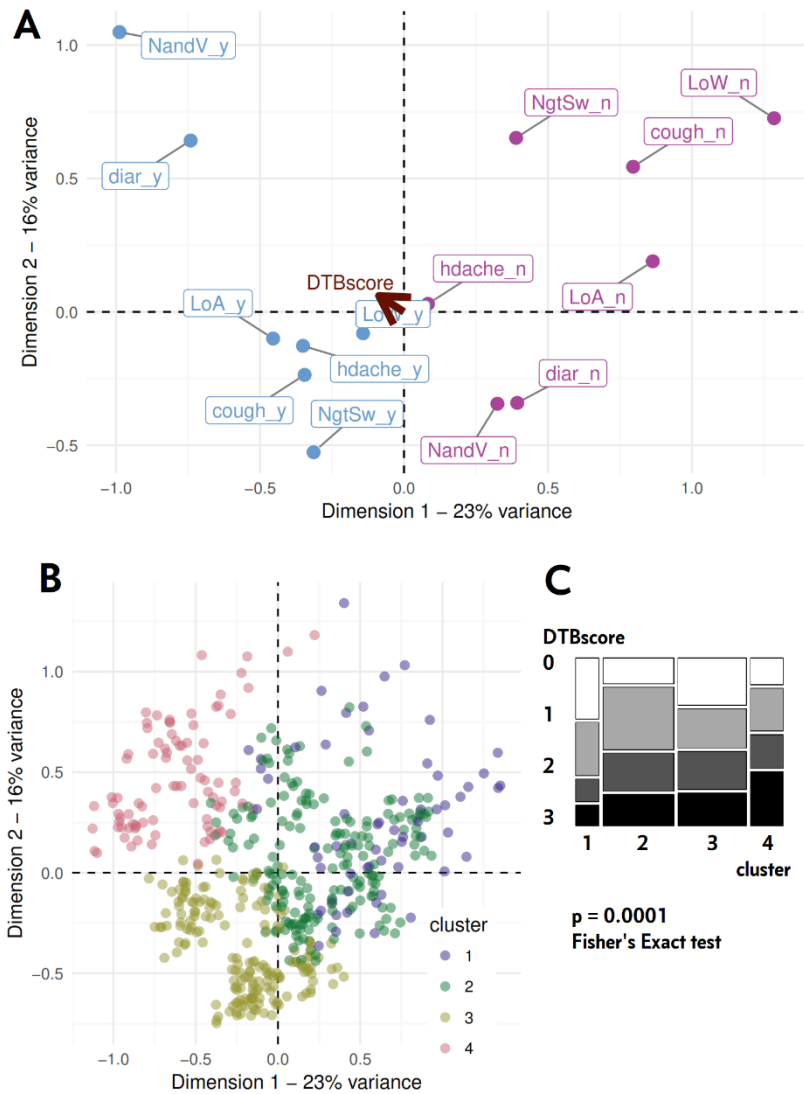 A
1.0
0.5
0.0
−0.5
Dimension 2 − 16% variance
NandV_y
LoW_n
NgtSw_n
cough_n
diar_y
DTBscore
hdache_n
LoA_y
LoW_y
LoA_n
hdache_y
diar_n
cough_y
NgtSw_y
NandV_n
−1.0
−0.5
0.0
0.5
1.0
Dimension 1 − 23% variance
B
1.0
0.5
0.0
−0.5
Dimension 2 − 16% variance
cluster
1
2
3
4
−1.0
−0.5
0.0
0.5
Dimension 1 − 23% variance
C
DTBscore
0
1
2
3
1 2 3 4
cluster
p = 0.0001
Fisher's Exact test